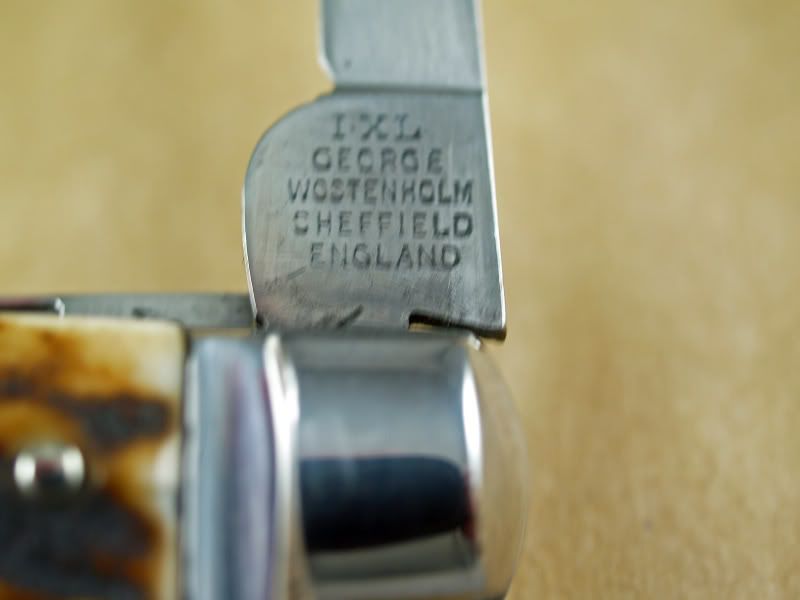 I·XL
GEORGE
WOSTENHOLM
SHEFFIELD
ENGLAND